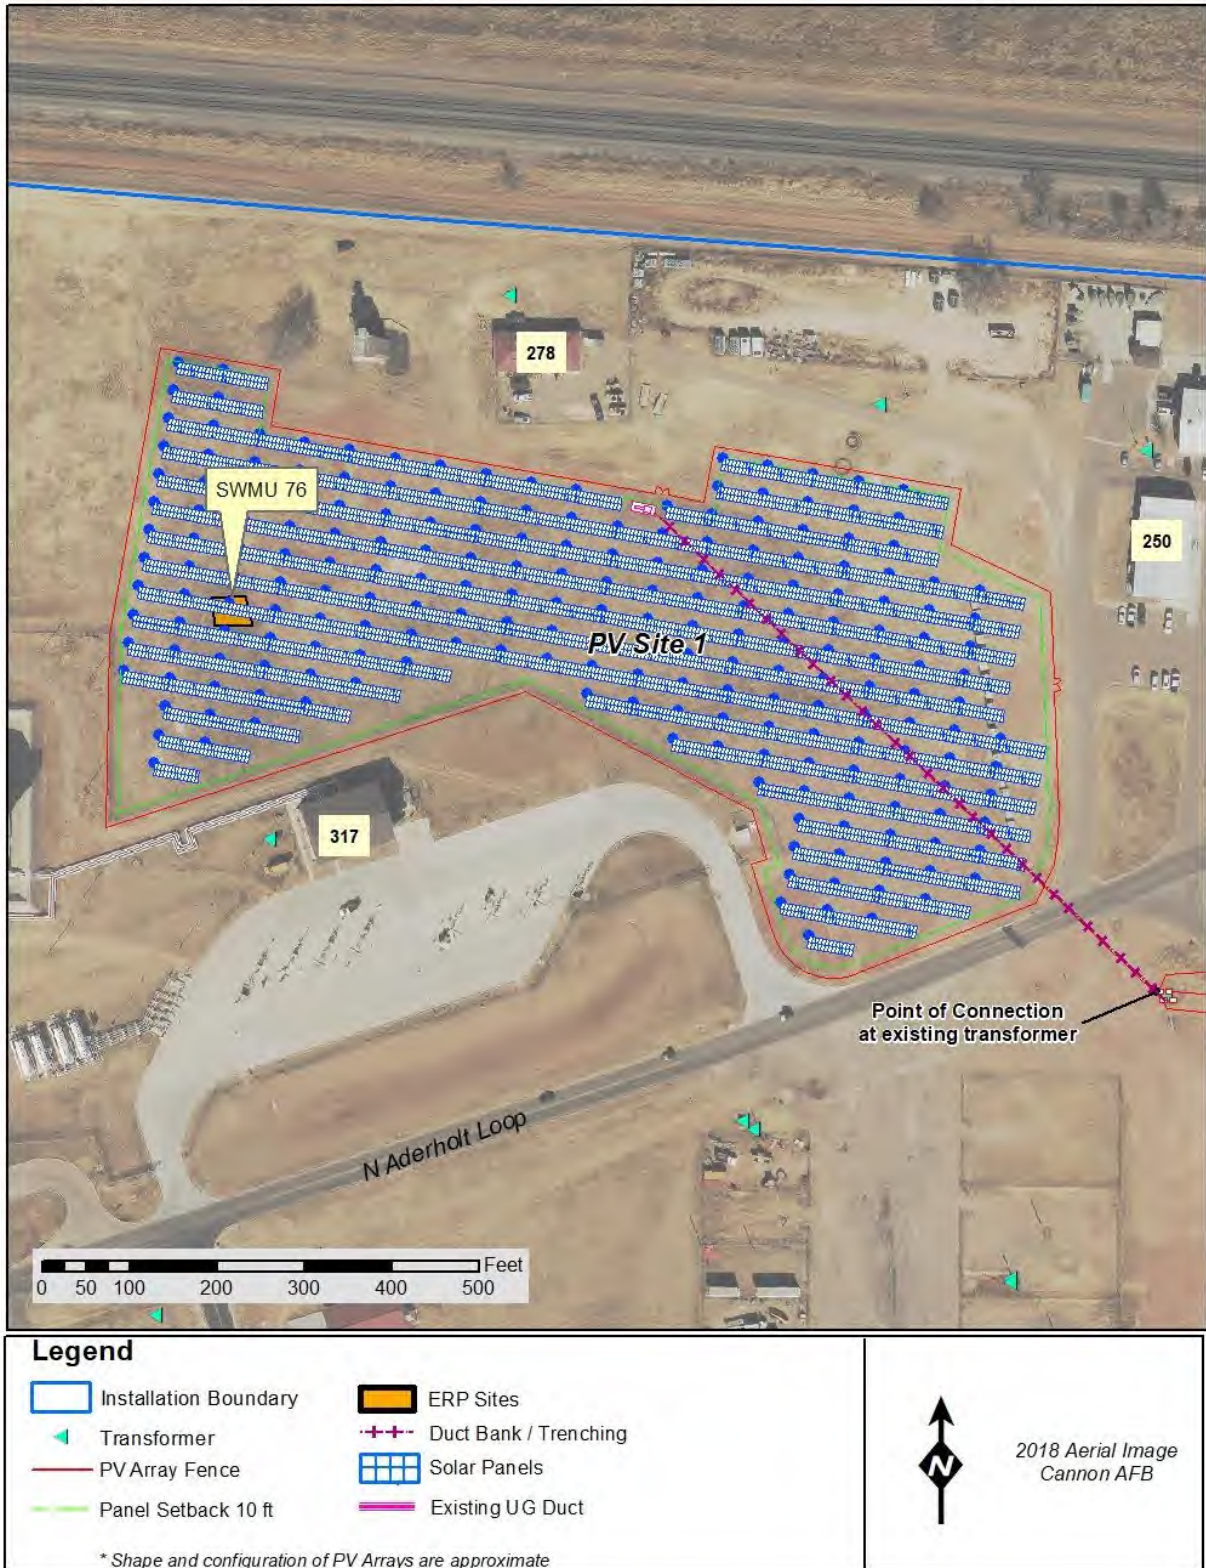 278
SWMU 76
250
PV Site 1
317
Point of Connection
at existing transformer
N Aderholt Loop
Feet
0 50 100 200 300 400 500
Legend
Installation Boundary
Transformer
PV Array Fence
Panel Setback 10 ft
* Shape and configuration of PV Arrays are approximate
ERP Sites
Duct Bank / Trenching
Solar Panels
Existing UG Duct
N
2018 Aerial Image
Cannon AFB